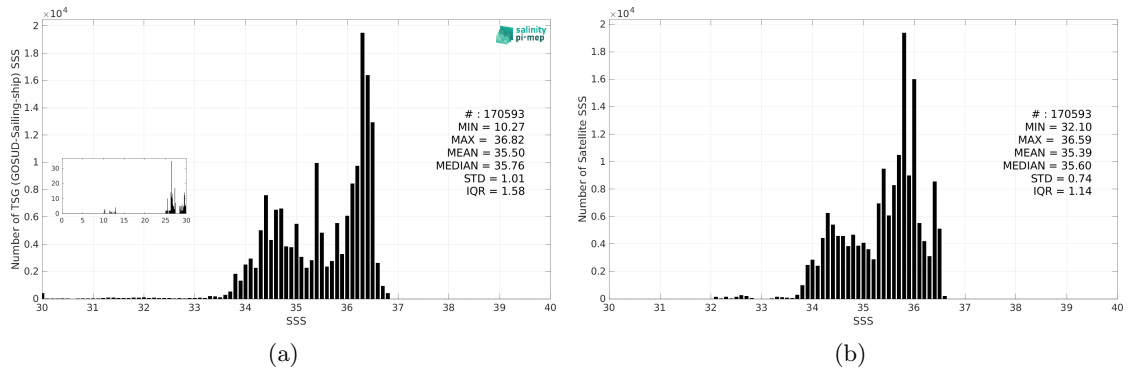 ×10⁴
2
1.8
1.6
1.4
1.2
1
0.8
0.6
0.4
0.2
0
Number of TSG (GOSUD-Sailing-ship) SSS
salinity
pi-mep
# : 170593
MIN = 10.27
MAX = 36.82
MEAN = 35.50
MEDIAN = 35.76
STD = 1.01
IQR = 1.58
30
20
10
0
0 5 10 15 20 25 30
30 31 32 33 34 35 36 37 38 39 40
SSS
(a)
×10⁴
2
1.8
1.6
1.4
1.2
1
0.8
0.6
0.4
0.2
0
Number of Satellite SSS
# : 170593
MIN = 32.10
MAX = 36.59
MEAN = 35.39
MEDIAN = 35.60
STD = 0.74
IQR = 1.14
30 31 32 33 34 35 36 37 38 39 40
SSS
(b)